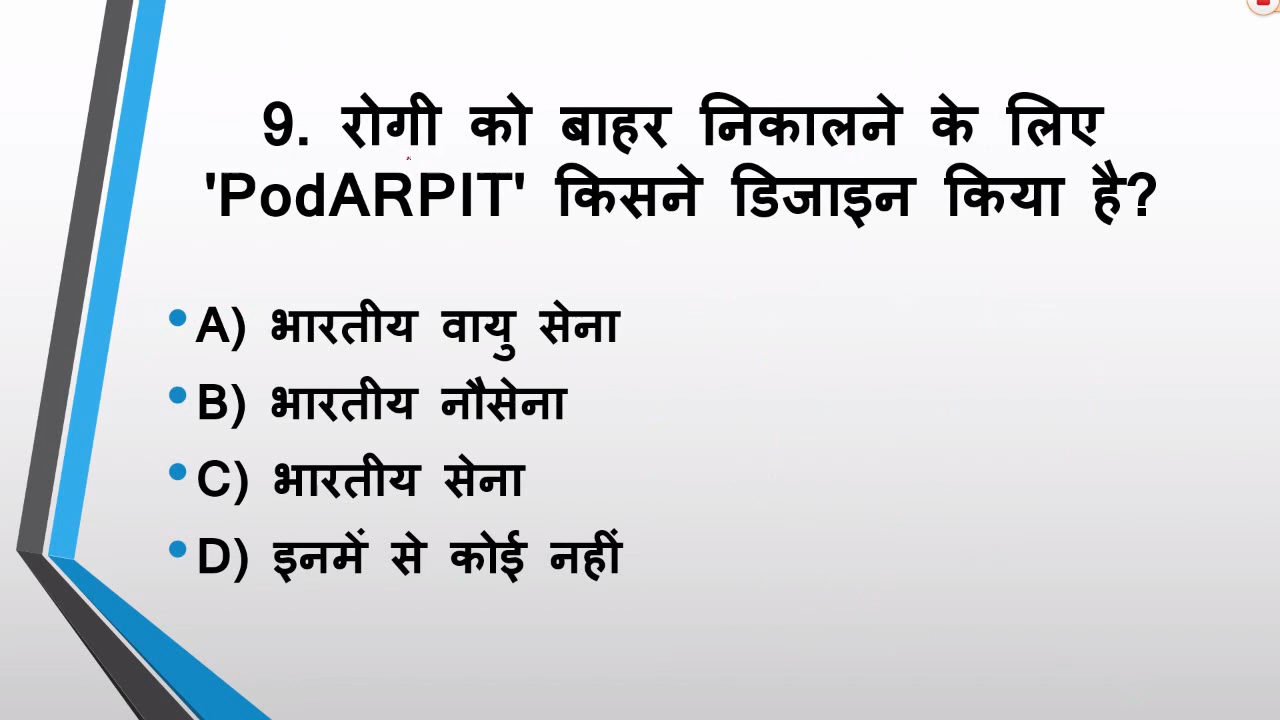 9. रोगी को बाहर निकालने के लिए
'PodARPIT' किसने डिजाइन किया है?
A) भारतीय वायु सेना
B) भारतीय नौसेना
C) भारतीय सेना
D) इनमें से कोई नहीं